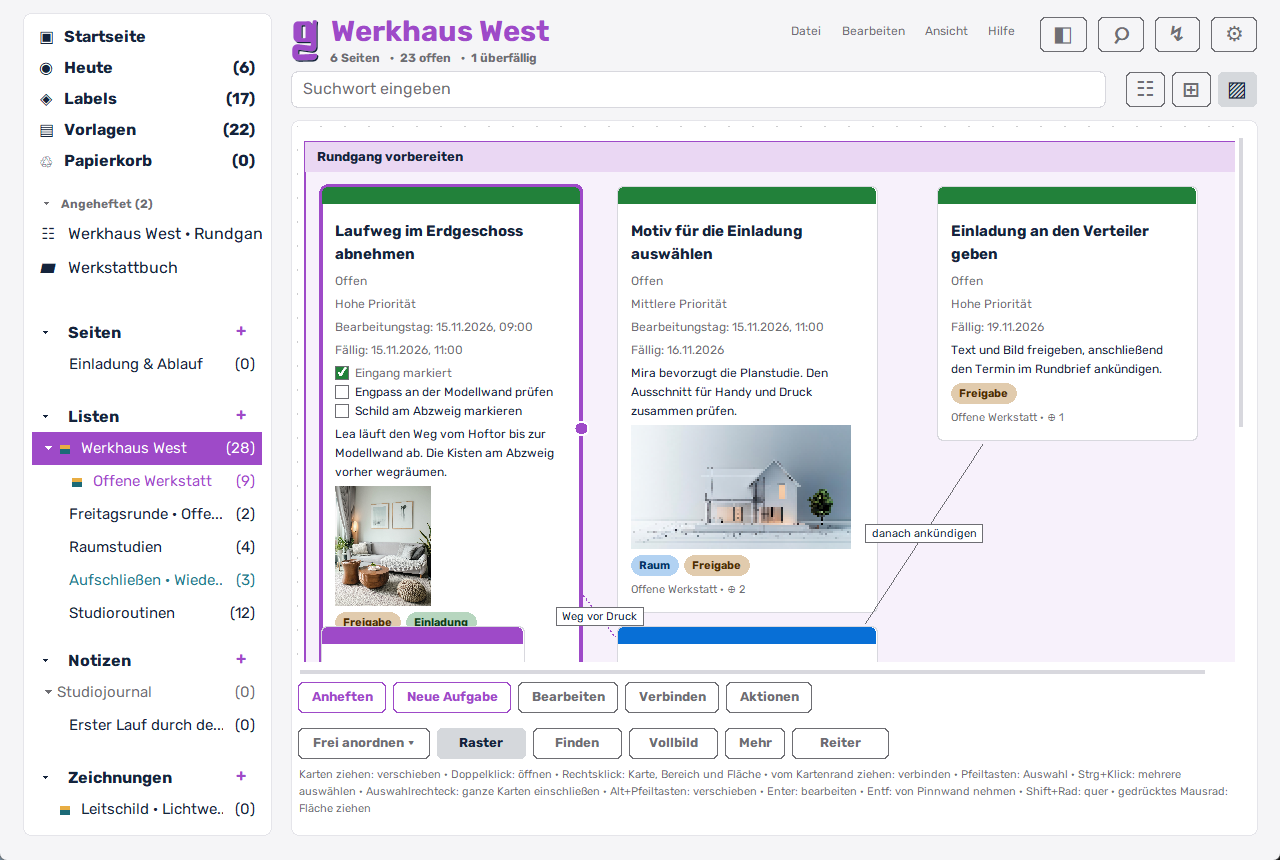 Startseite
Heute (6)
Labels (17)
Vorlagen (22)
Papierkorb (0)
Angeheftet (2)
Werkhaus West • Rundgan
Werkstattbuch
Seiten +
Einladung & Ablauf (0)
Listen +
Werkhaus West (28)
Offene Werkstatt (9)
Freitagsrunde • Offe... (2)
Raumstudien (4)
Aufschließen • Wiede.. (3)
Studioroutinen (12)
Notizen +
Studiojournal (0)
Erster Lauf durch de... (0)
Zeichnungen +
Leitschild • Lichtwe.. (0)
g Werkhaus West
6 Seiten • 23 offen • 1 überfällig
Datei Bearbeiten Ansicht Hilfe
Suchwort eingeben
Rundgang vorbereiten
Laufweg im Erdgeschoss
abnehmen
Offen
Hohe Priorität
Bearbeitungstag: 15.11.2026, 09:00
Fällig: 15.11.2026, 11:00
Eingang markiert
Engpass an der Modellwand prüfen
Schild am Abzweig markieren
Lea läuft den Weg vom Hoftor bis zur
Modellwand ab. Die Kisten am Abzweig
vorher wegräumen.
Freigabe Einladung
Motiv für die Einladung
auswählen
Offen
Mittlere Priorität
Bearbeitungstag: 15.11.2026, 11:00
Fällig: 16.11.2026
Mira bevorzugt die Planstudie. Den
Ausschnitt für Handy und Druck
zusammen prüfen.
Raum Freigabe
Offene Werkstatt • ⊕ 2
Einladung an den Verteiler
geben
Offen
Hohe Priorität
Fällig: 19.11.2026
Text und Bild freigeben, anschließend
den Termin im Rundbrief ankündigen.
Freigabe
Offene Werkstatt • ⊕ 1
danach ankündigen
Weg vor Druck
Anheften Neue Aufgabe Bearbeiten Verbinden Aktionen
Frei anordnen ▾ Raster Finden Vollbild Mehr Reiter
Karten ziehen: verschieben • Doppelklick: öffnen • Rechtsklick: Karte, Bereich und Fläche • vom Kartenrand ziehen: verbinden • Pfeiltasten: Auswahl • Strg+Klick: mehrere
auswählen • Auswahlrechteck: ganze Karten einschließen • Alt+Pfeiltasten: verschieben • Enter: bearbeiten • Entf: von Pinnwand nehmen • Shift+Rad: quer • gedrücktes Mausrad:
Fläche ziehen